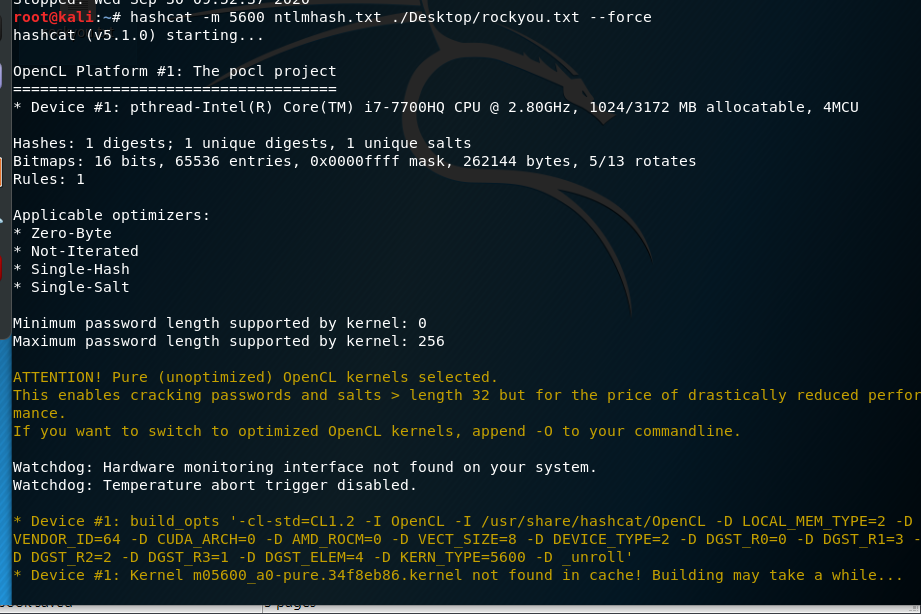 Stopped: Wed Sep 30 09:52:57 2020
root@kali:~# hashcat -m 5600 ntlmhash.txt ./Desktop/rockyou.txt --force
hashcat (v5.1.0) starting...
OpenCL Platform #1: The pocl project
====================================
* Device #1: pthread-Intel(R) Core(TM) i7-7700HQ CPU @ 2.80GHz, 1024/3172 MB allocatable, 4MCU
Hashes: 1 digests; 1 unique digests, 1 unique salts
Bitmaps: 16 bits, 65536 entries, 0x0000ffff mask, 262144 bytes, 5/13 rotates
Rules: 1
Applicable optimizers:
* Zero-Byte
* Not-Iterated
* Single-Hash
* Single-Salt
Minimum password length supported by kernel: 0
Maximum password length supported by kernel: 256
ATTENTION! Pure (unoptimized) OpenCL kernels selected.
This enables cracking passwords and salts > length 32 but for the price of drastically reduced perfor
mance.
If you want to switch to optimized OpenCL kernels, append -O to your commandline.
Watchdog: Hardware monitoring interface not found on your system.
Watchdog: Temperature abort trigger disabled.
* Device #1: build_opts '-cl-std=CL1.2 -I OpenCL -I /usr/share/hashcat/OpenCL -D LOCAL_MEM_TYPE=2 -D
VENDOR_ID=64 -D CUDA_ARCH=0 -D AMD_ROCM=0 -D VECT_SIZE=8 -D DEVICE_TYPE=2 -D DGST_R0=0 -D DGST_R1=3 -
D DGST_R2=2 -D DGST_R3=1 -D DGST_ELEM=4 -D KERN_TYPE=5600 -D _unroll'
* Device #1: Kernel m05600_a0-pure.34f8eb86.kernel not found in cache! Building may take a while...